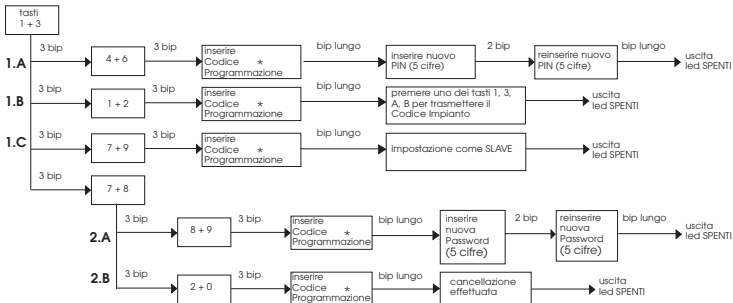 tasti
1 + 3
1.A
3 bip
4 + 6
3 bip
inserire
Codice *
Programmazione
bip lungo
inserire nuovo
PIN (5 cifre)
2 bip
reinserire nuovo
PIN (5 cifre)
bip lungo
uscita
led SPENTI
1.B
3 bip
1 + 2
3 bip
inserire
Codice *
Programmazione
bip lungo
premere uno dei tasti 1, 3,
A, B per trasmettere il
Codice Impianto
uscita
led SPENTI
1.C
3 bip
7 + 9
3 bip
inserire
Codice *
Programmazione
bip lungo
impostazione come SLAVE
uscita
led SPENTI
3 bip
7 + 8
2.A
3 bip
8 + 9
3 bip
inserire
Codice *
Programmazione
bip lungo
inserire
nuova
Password
(5 cifre)
2 bip
reinserire
nuova
Password
(5 cifre)
bip lungo
uscita
led SPENTI
2.B
3 bip
2 + 0
3 bip
inserire
Codice *
Programmazione
bip lungo
cancellazione
effettuata
uscita
led SPENTI